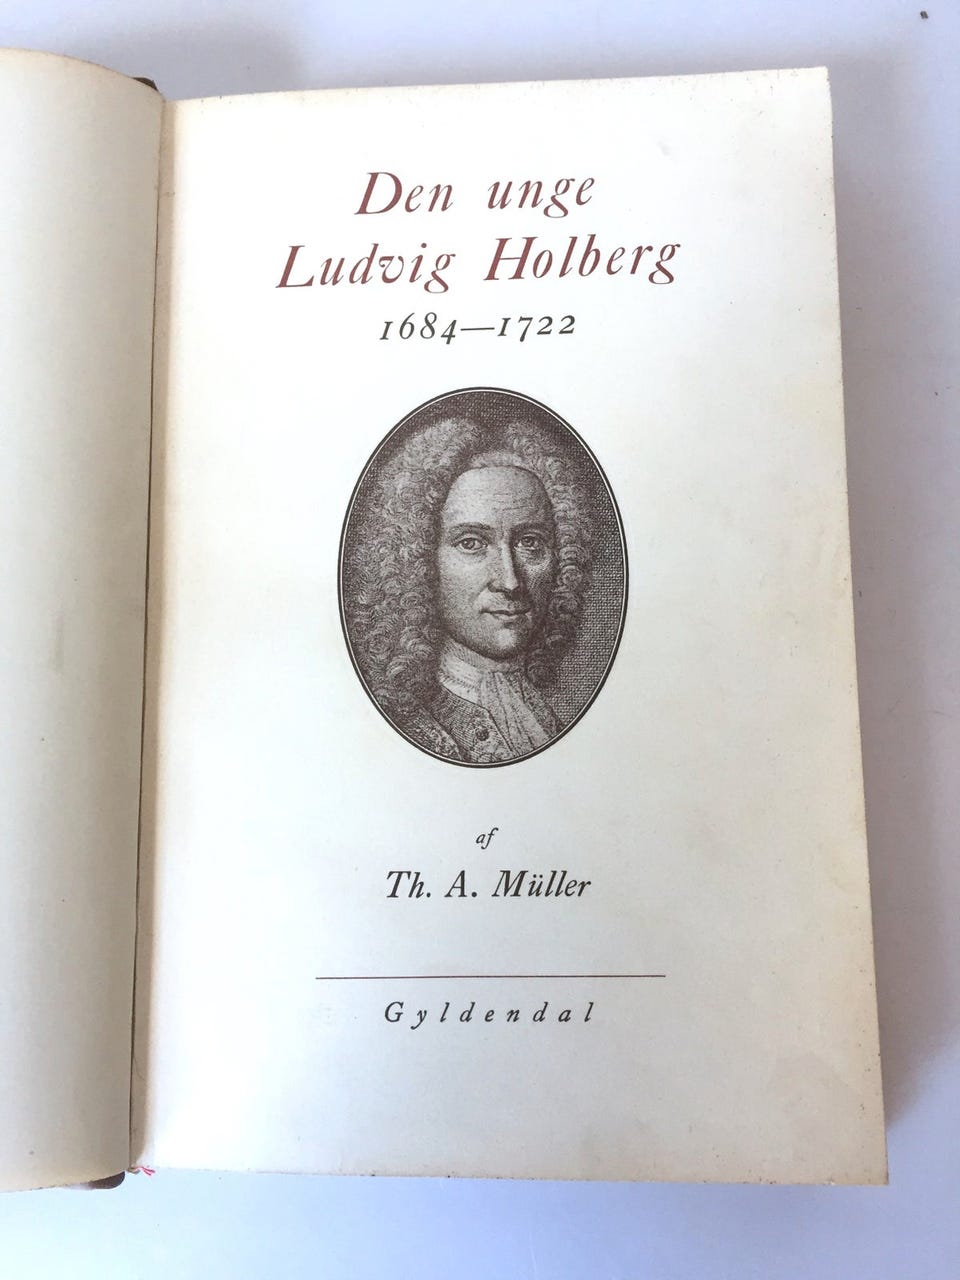 Den unge
Ludvig Holberg
1684—1722
af
Th. A. Müller
Gyldendal